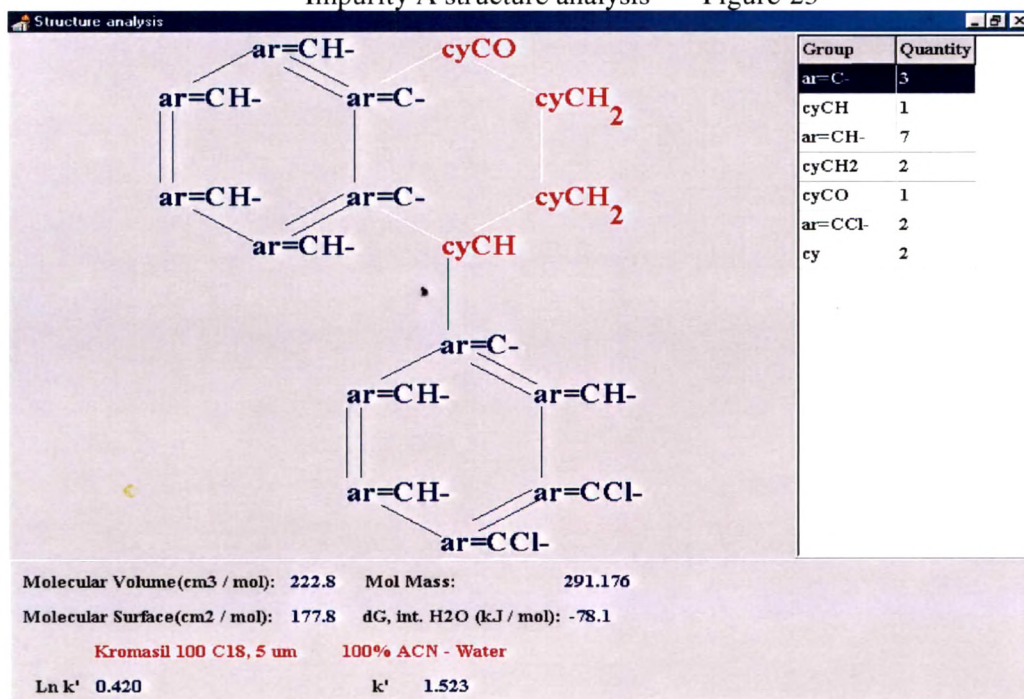 Impurity A structure analysis Figure 23
Structure analysis
ar=CH- cyCO
ar=CH- ar=C- cyCH2
ar=CH- ar=C- cyCH2
ar=CH- cyCH
ar=C-
ar=CH- ar=CH-
ar=CH- ar=CCl-
ar=CCl-
Group Quantity
ar=C- 3
cyCH 1
ar=CH- 7
cyCH2 2
cyCO 1
ar=CCl- 2
cy 2
Molecular Volume(cm3 / mol): 222.8 Mol Mass: 291.176
Molecular Surface(cm2 / mol): 177.8 dG, int. H2O (kJ / mol): -78.1
Kromasil 100 C18, 5 um 100% ACN - Water
Ln k' 0.420 k' 1.523